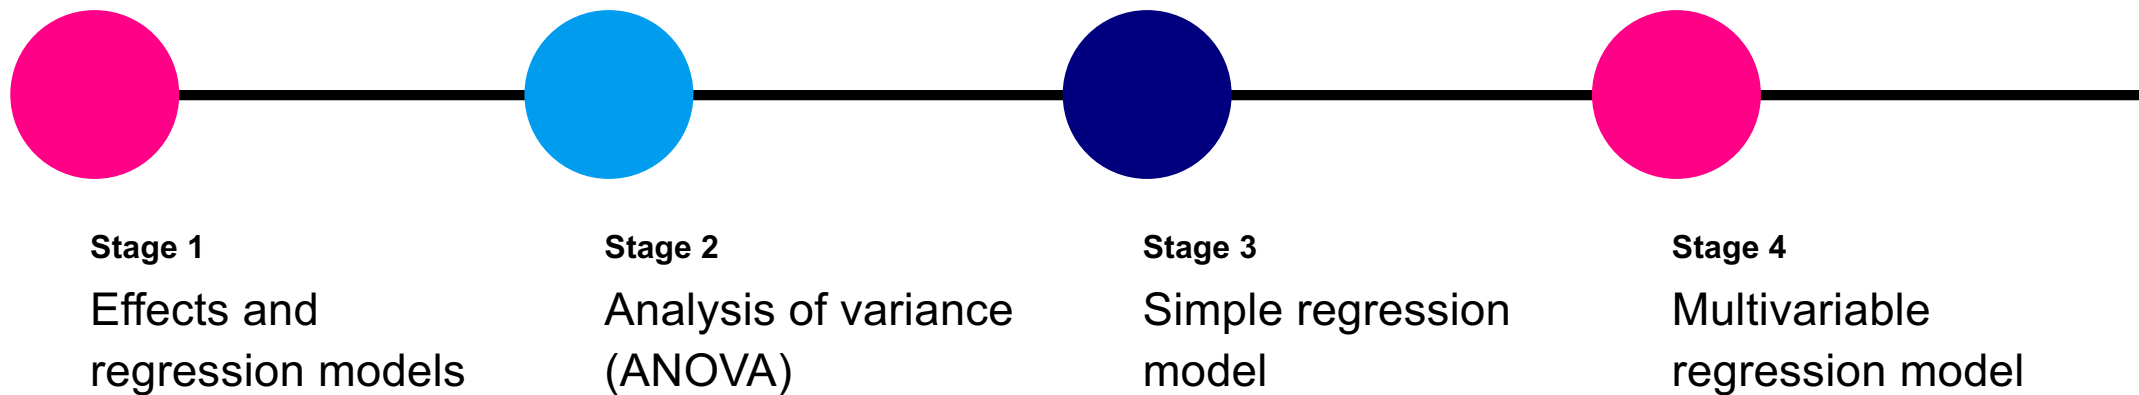 Stage 1
Effects and
regression models
Stage 2
Analysis of variance
(ANOVA)
Stage 3
Simple regression
model
Stage 4
Multivariable
regression model